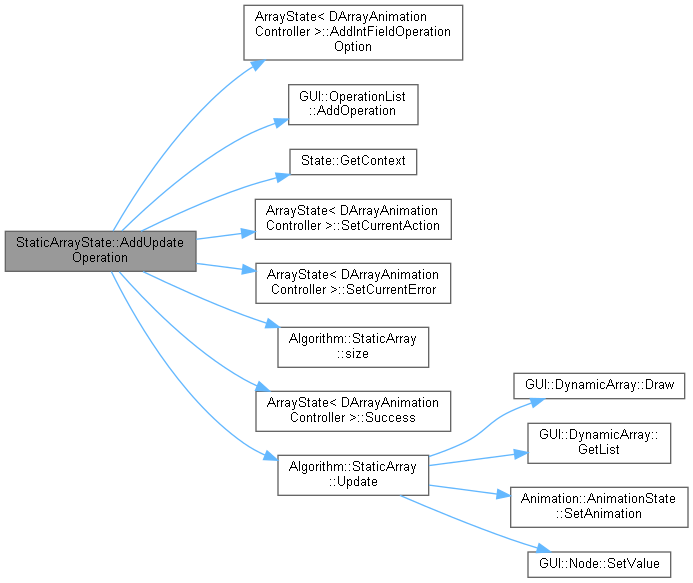 ArrayState< DArrayAnimation
Controller >::AddIntFieldOperation
Option
GUI::OperationList
::AddOperation
State::GetContext
ArrayState< DArrayAnimation
Controller >::SetCurrentAction
StaticArrayState::AddUpdate
Operation
ArrayState< DArrayAnimation
Controller >::SetCurrentError
Algorithm::StaticArray
::size
ArrayState< DArrayAnimation
Controller >::Success
Algorithm::StaticArray
::Update
GUI::DynamicArray::Draw
GUI::DynamicArray::
GetList
Animation::AnimationState
::SetAnimation
GUI::Node::SetValue